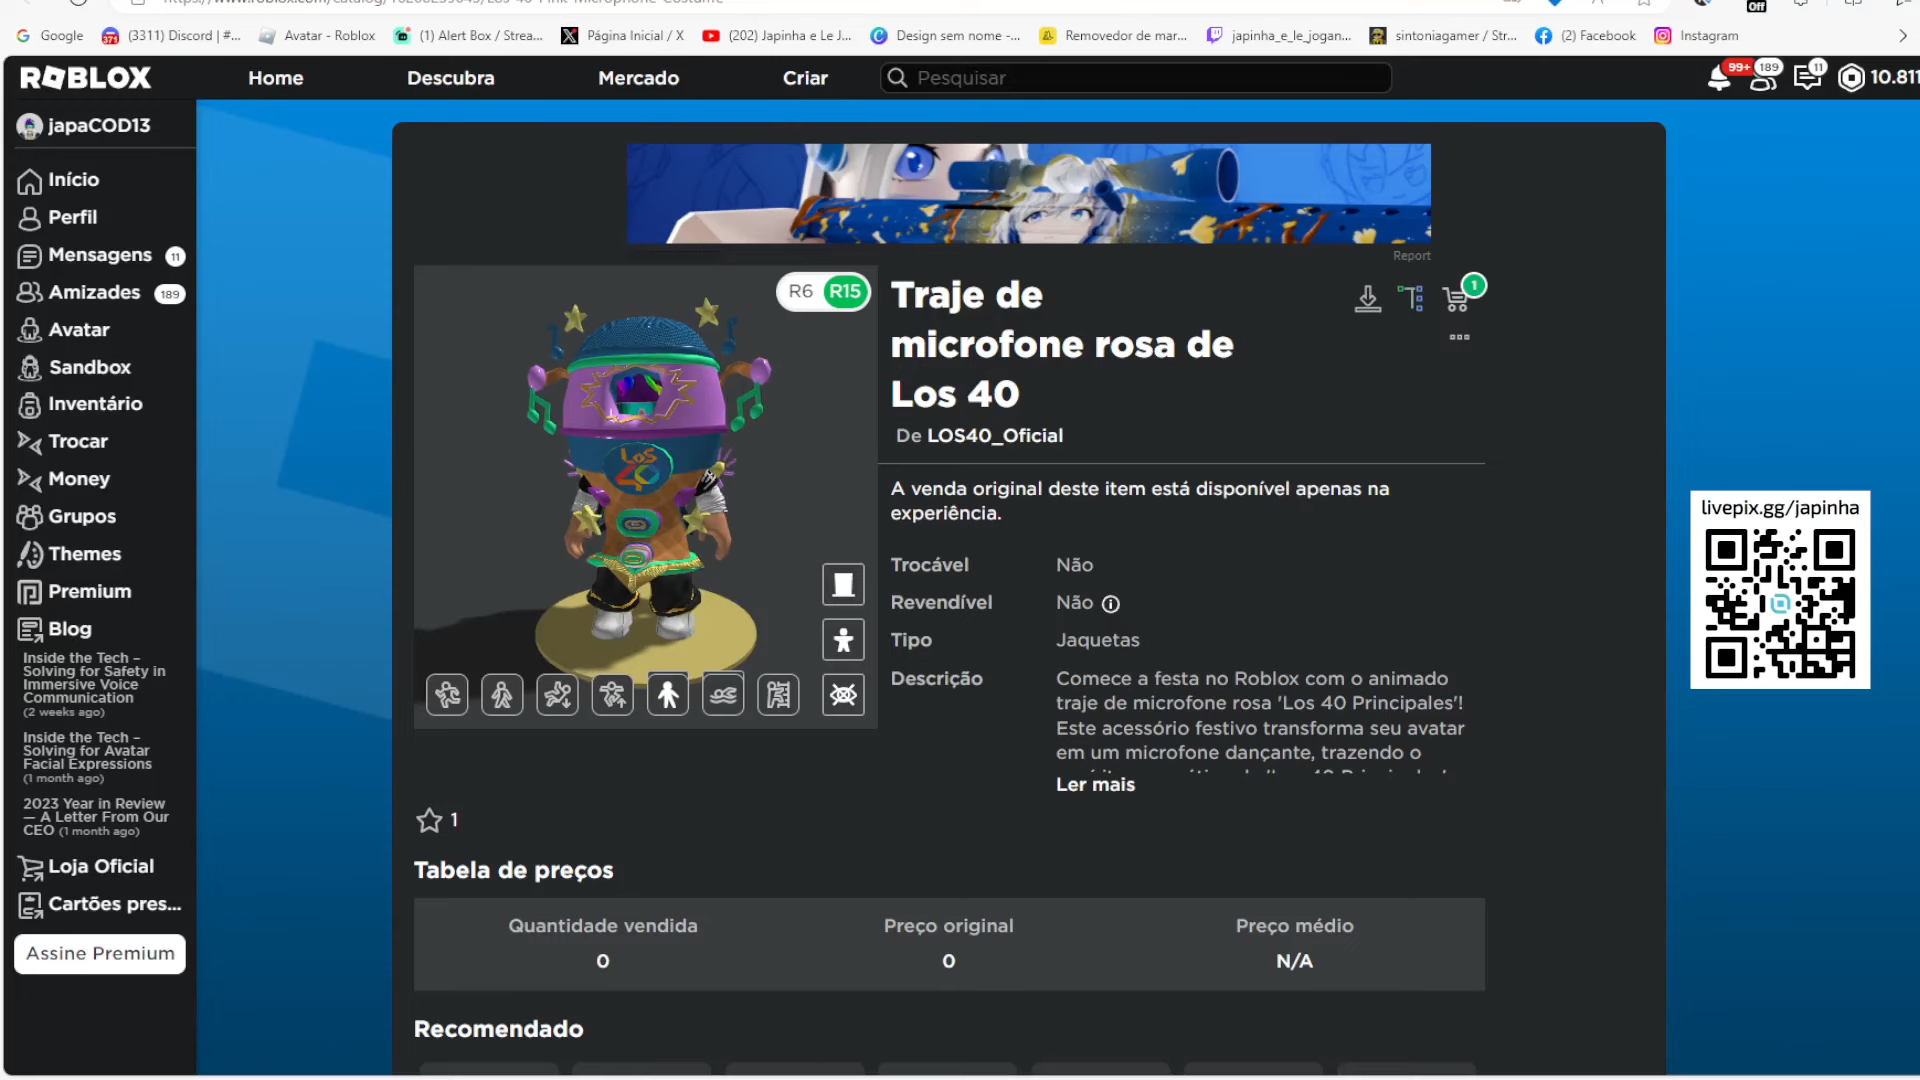 Off
Google
(3311) Discord | #...
Avatar - Roblox
(1) Alert Box / Strea...
Página Inicial / X
(202) Japinha e Le J...
Design sem nome -...
Removedor de mar...
japinha_e_le_jogan...
sintoniagamer / Str...
(2) Facebook
Instagram
ROBLOX
Home
Descubra
Mercado
Criar
Pesquisar
99+
189
11
10.811
japaCOD13
Início
Perfil
Mensagens 11
Amizades 189
Avatar
Sandbox
Inventário
Trocar
Money
Grupos
Themes
Premium
Blog
Inside the Tech –
Solving for Safety in
Immersive Voice
Communication
(2 weeks ago)
Inside the Tech –
Solving for Avatar
Facial Expressions
(1 month ago)
2023 Year in Review
— A Letter From Our
CEO (1 month ago)
Loja Oficial
Cartões pres...
Assine Premium
Report
R6 R15
LOS
40
Traje de
microfone rosa de
Los 40
1
De LOS40_Oficial
A venda original deste item está disponível apenas na
experiência.
Trocável Não
Revendível Não
Tipo Jaquetas
Descrição Comece a festa no Roblox com o animado
traje de microfone rosa 'Los 40 Principales'!
Este acessório festivo transforma seu avatar
em um microfone dançante, trazendo o
Ler mais
1
Tabela de preços
Quantidade vendida Preço original Preço médio
0 0 N/A
Recomendado
livepix.gg/japinha